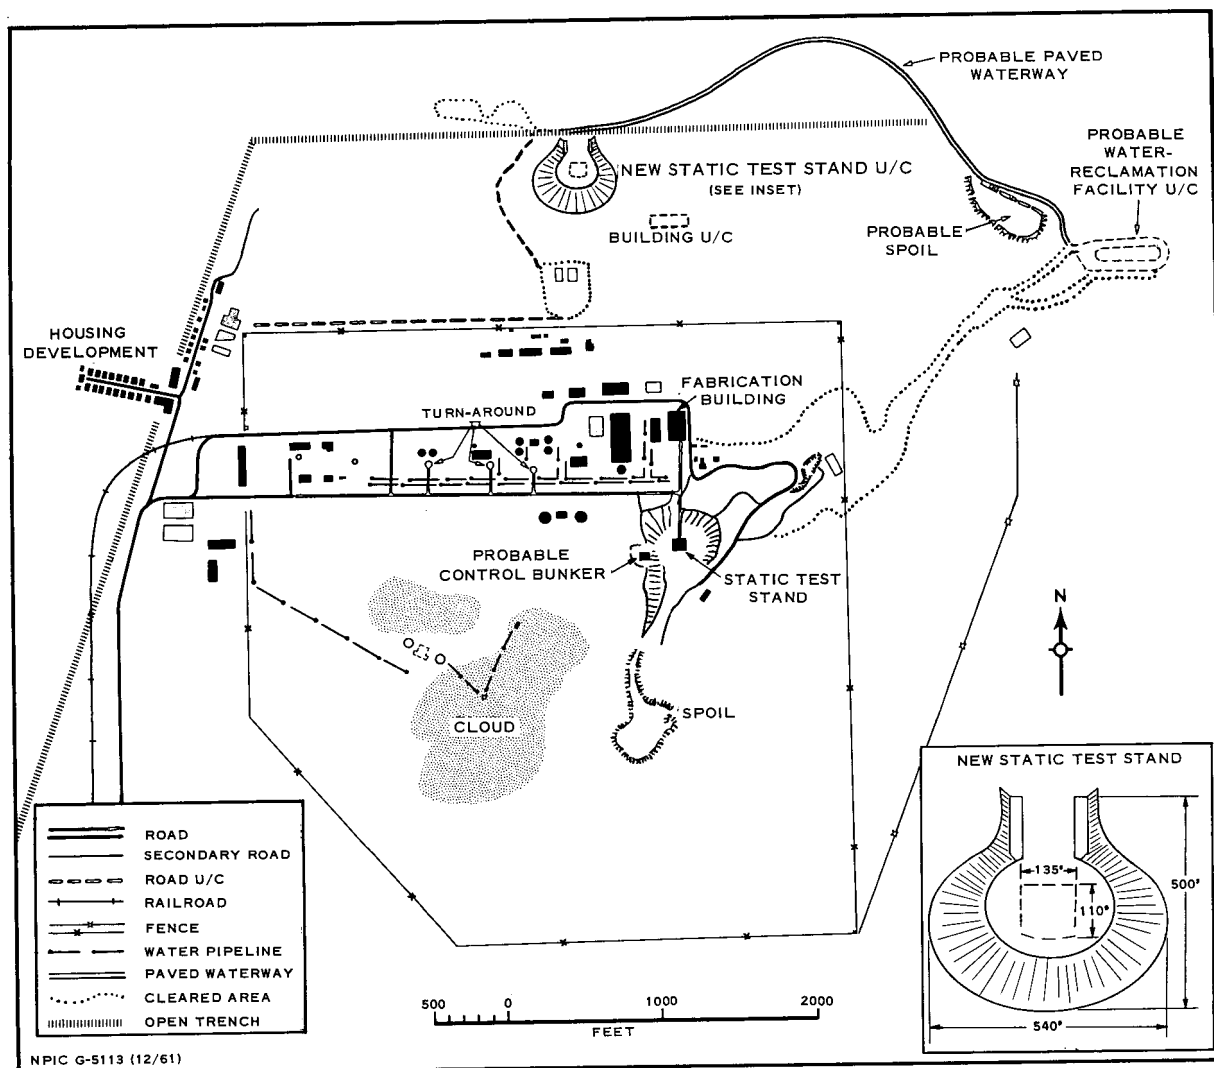 PROBABLE PAVED
WATERWAY
PROBABLE
WATER-
RECLAMATION
FACILITY U/C
NEW STATIC TEST STAND U/C
(SEE INSET)
BUILDING U/C
PROBABLE
SPOIL
HOUSING
DEVELOPMENT
FABRICATION
BUILDING
TURN-AROUND
PROBABLE
CONTROL BUNKER
STATIC TEST
STAND
N
CLOUD
SPOIL
NEW STATIC TEST STAND
135'
110'
500'
540'
ROAD
SECONDARY ROAD
ROAD U/C
RAILROAD
FENCE
WATER PIPELINE
PAVED WATERWAY
CLEARED AREA
OPEN TRENCH
500 0 1000 2000
FEET
NPIC G-5113 (12/61)